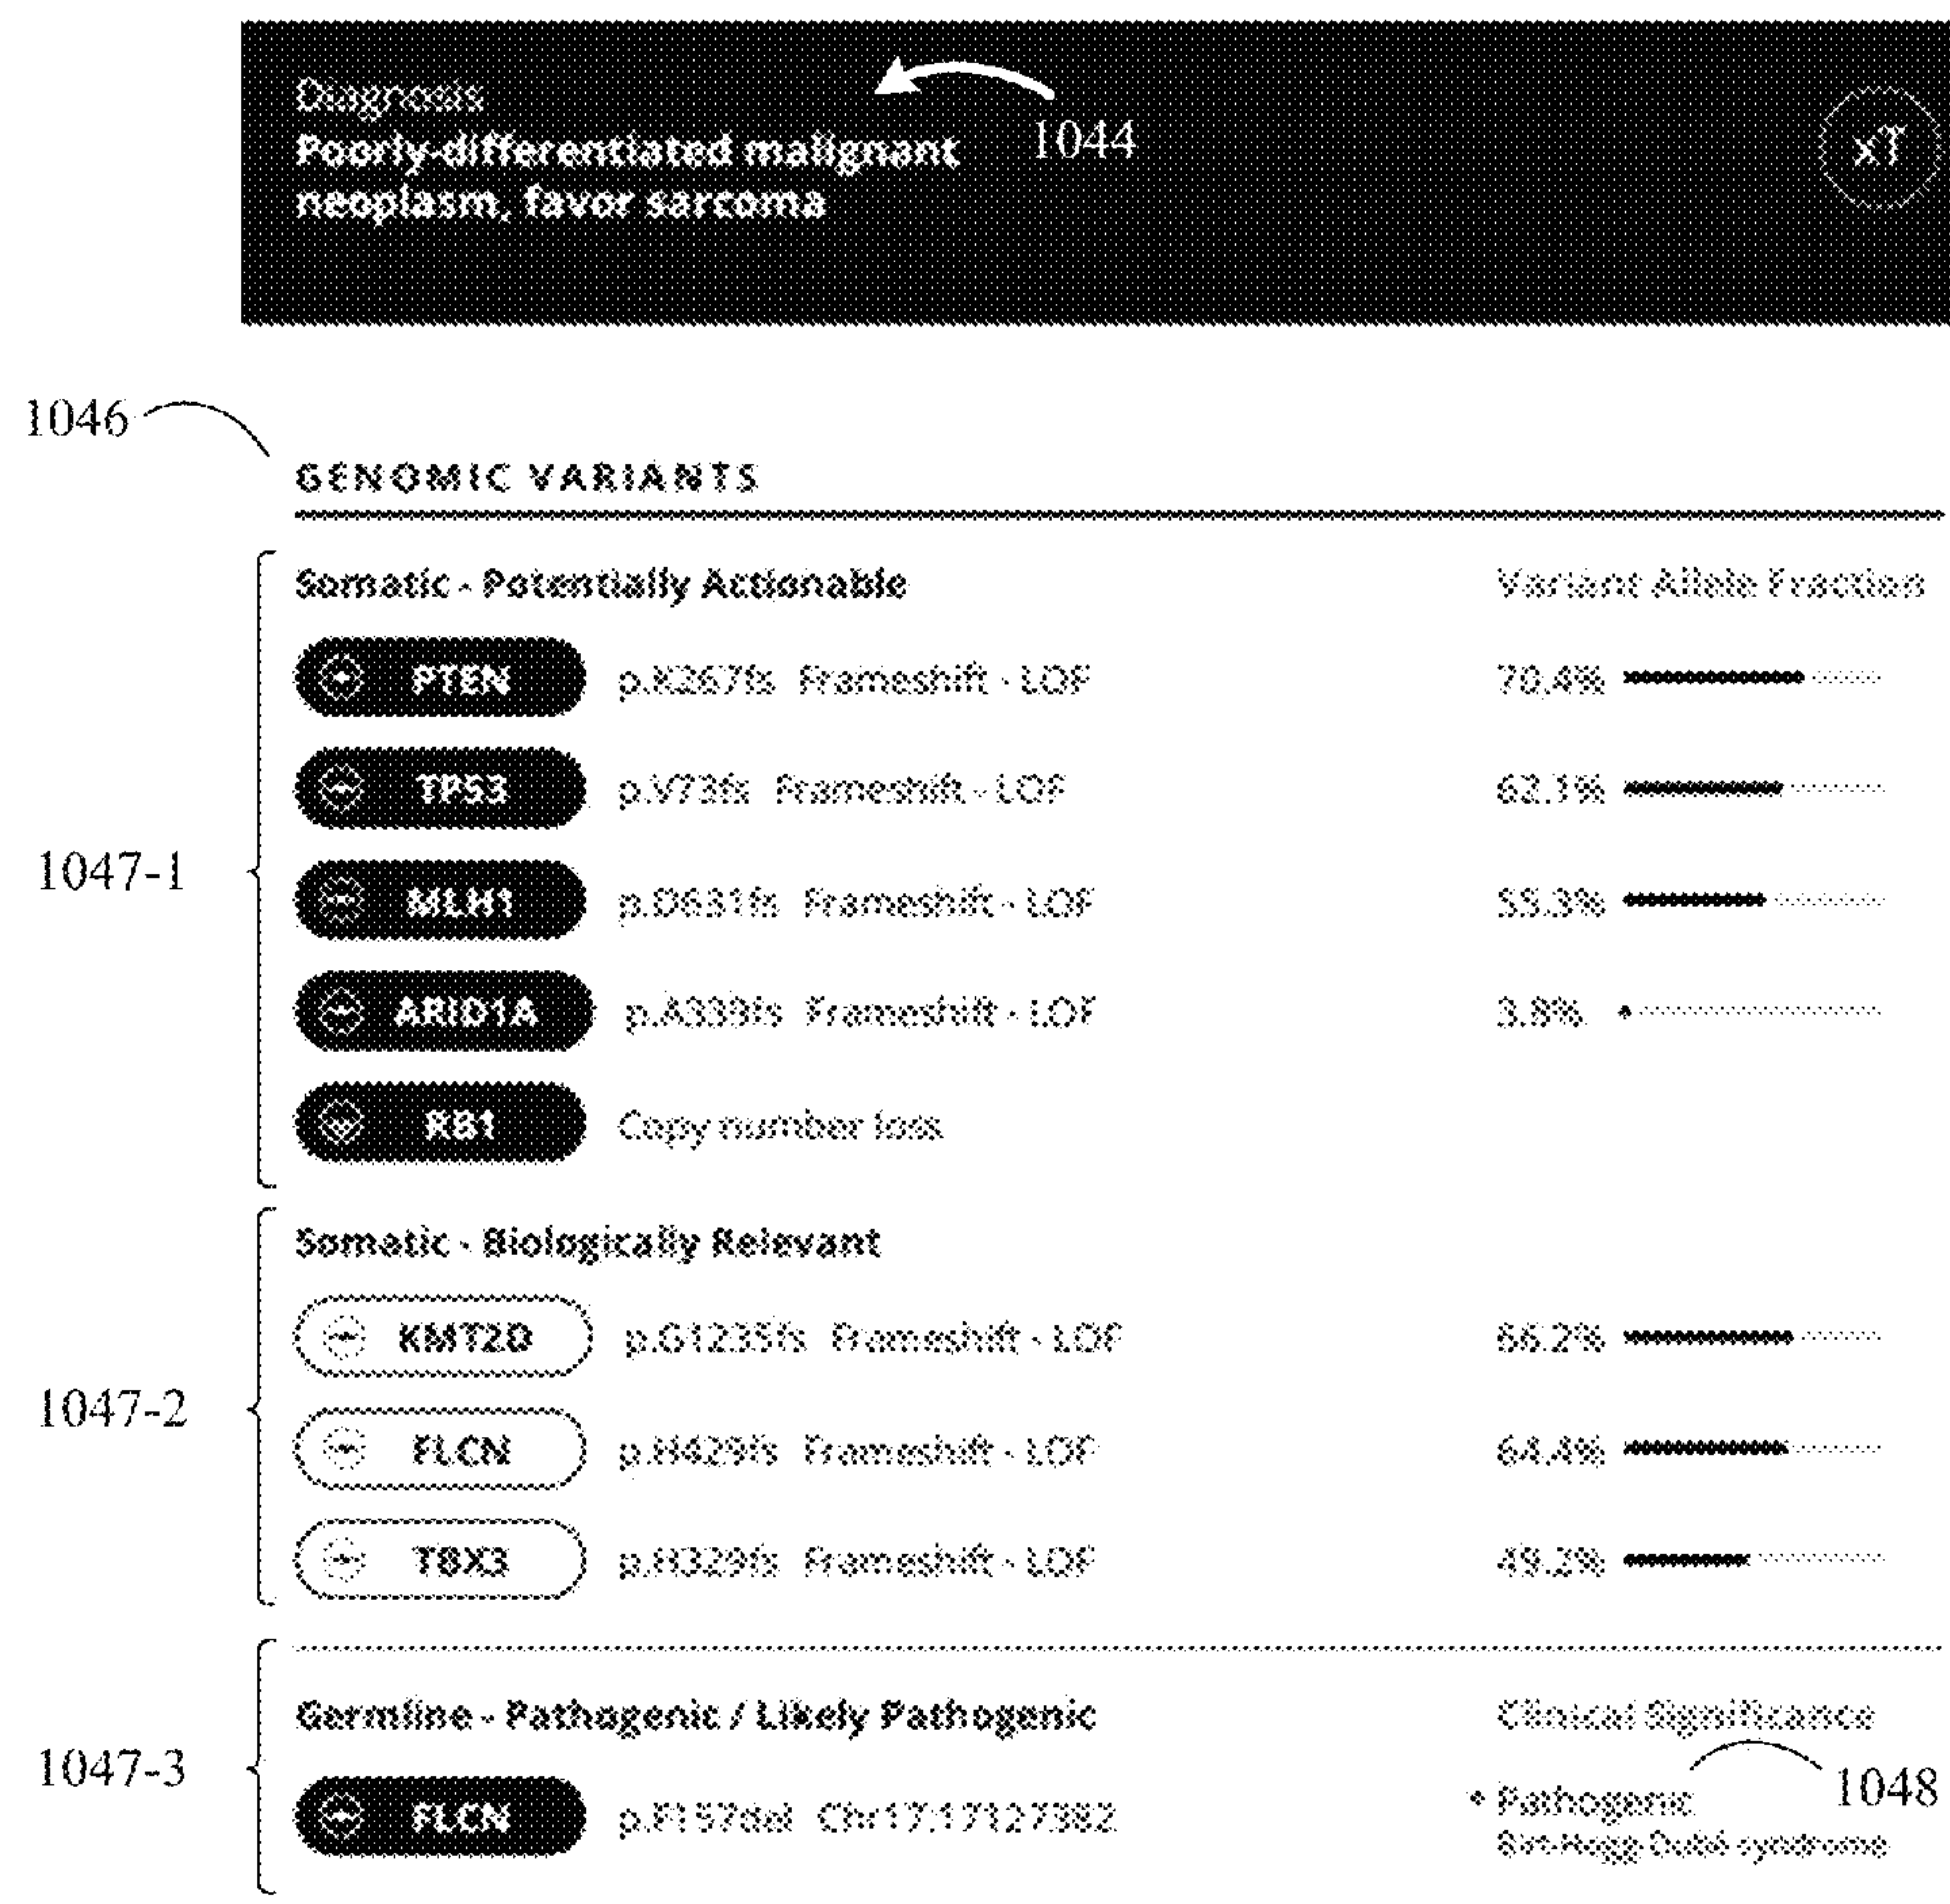 Diagnosis
Poorly-differentiated malignant
neoplasm, favor sarcoma
1044
xT
1046
GENOMIC VARIANTS
Somatic - Potentially Actionable Variant Allele Fraction
PTEN p.K267fs Frameshift - LOF 70.4%
TP53 p.V73fs Frameshift - LOF 62.1%
1047-1
MLH1 p.D631fs Frameshift - LOF 55.3%
ARID1A p.A339fs Frameshift - LOF 3.8%
RB1 Copy number loss
Somatic - Biologically Relevant
KMT2D p.G1235fs Frameshift - LOF 66.2%
1047-2
FLCN p.H429fs Frameshift - LOF 64.4%
TBX3 Frameshift - LOF 49.2%
Germline - Pathogenic / Likely Pathogenic Clinical Significance
1047-3
FLCN p.F157del Chr17:17127382 Pathogenic 1048
Birt-Hogg-Dubé syndrome